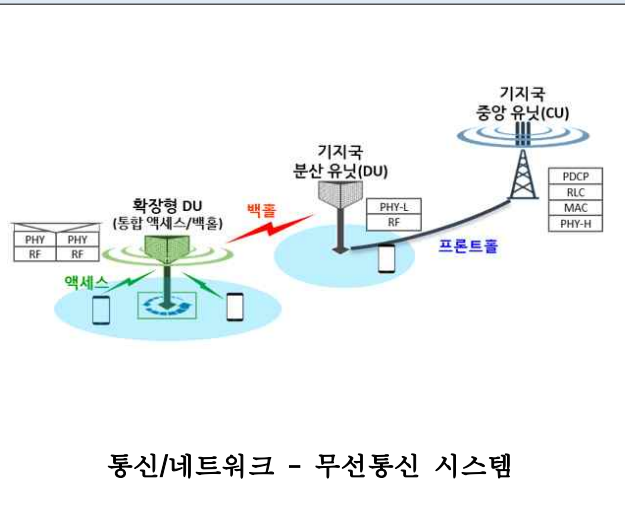 기지국
중앙 유닛(CU)
PDCP
RLC
MAC
PHY-H
기지국
분산 유닛(DU)
PHY-L
RF
프론트홀
백홀
확장형 DU
(통합 액세스/백홀)
PHY PHY
RF RF
액세스
통신/네트워크 - 무선통신 시스템